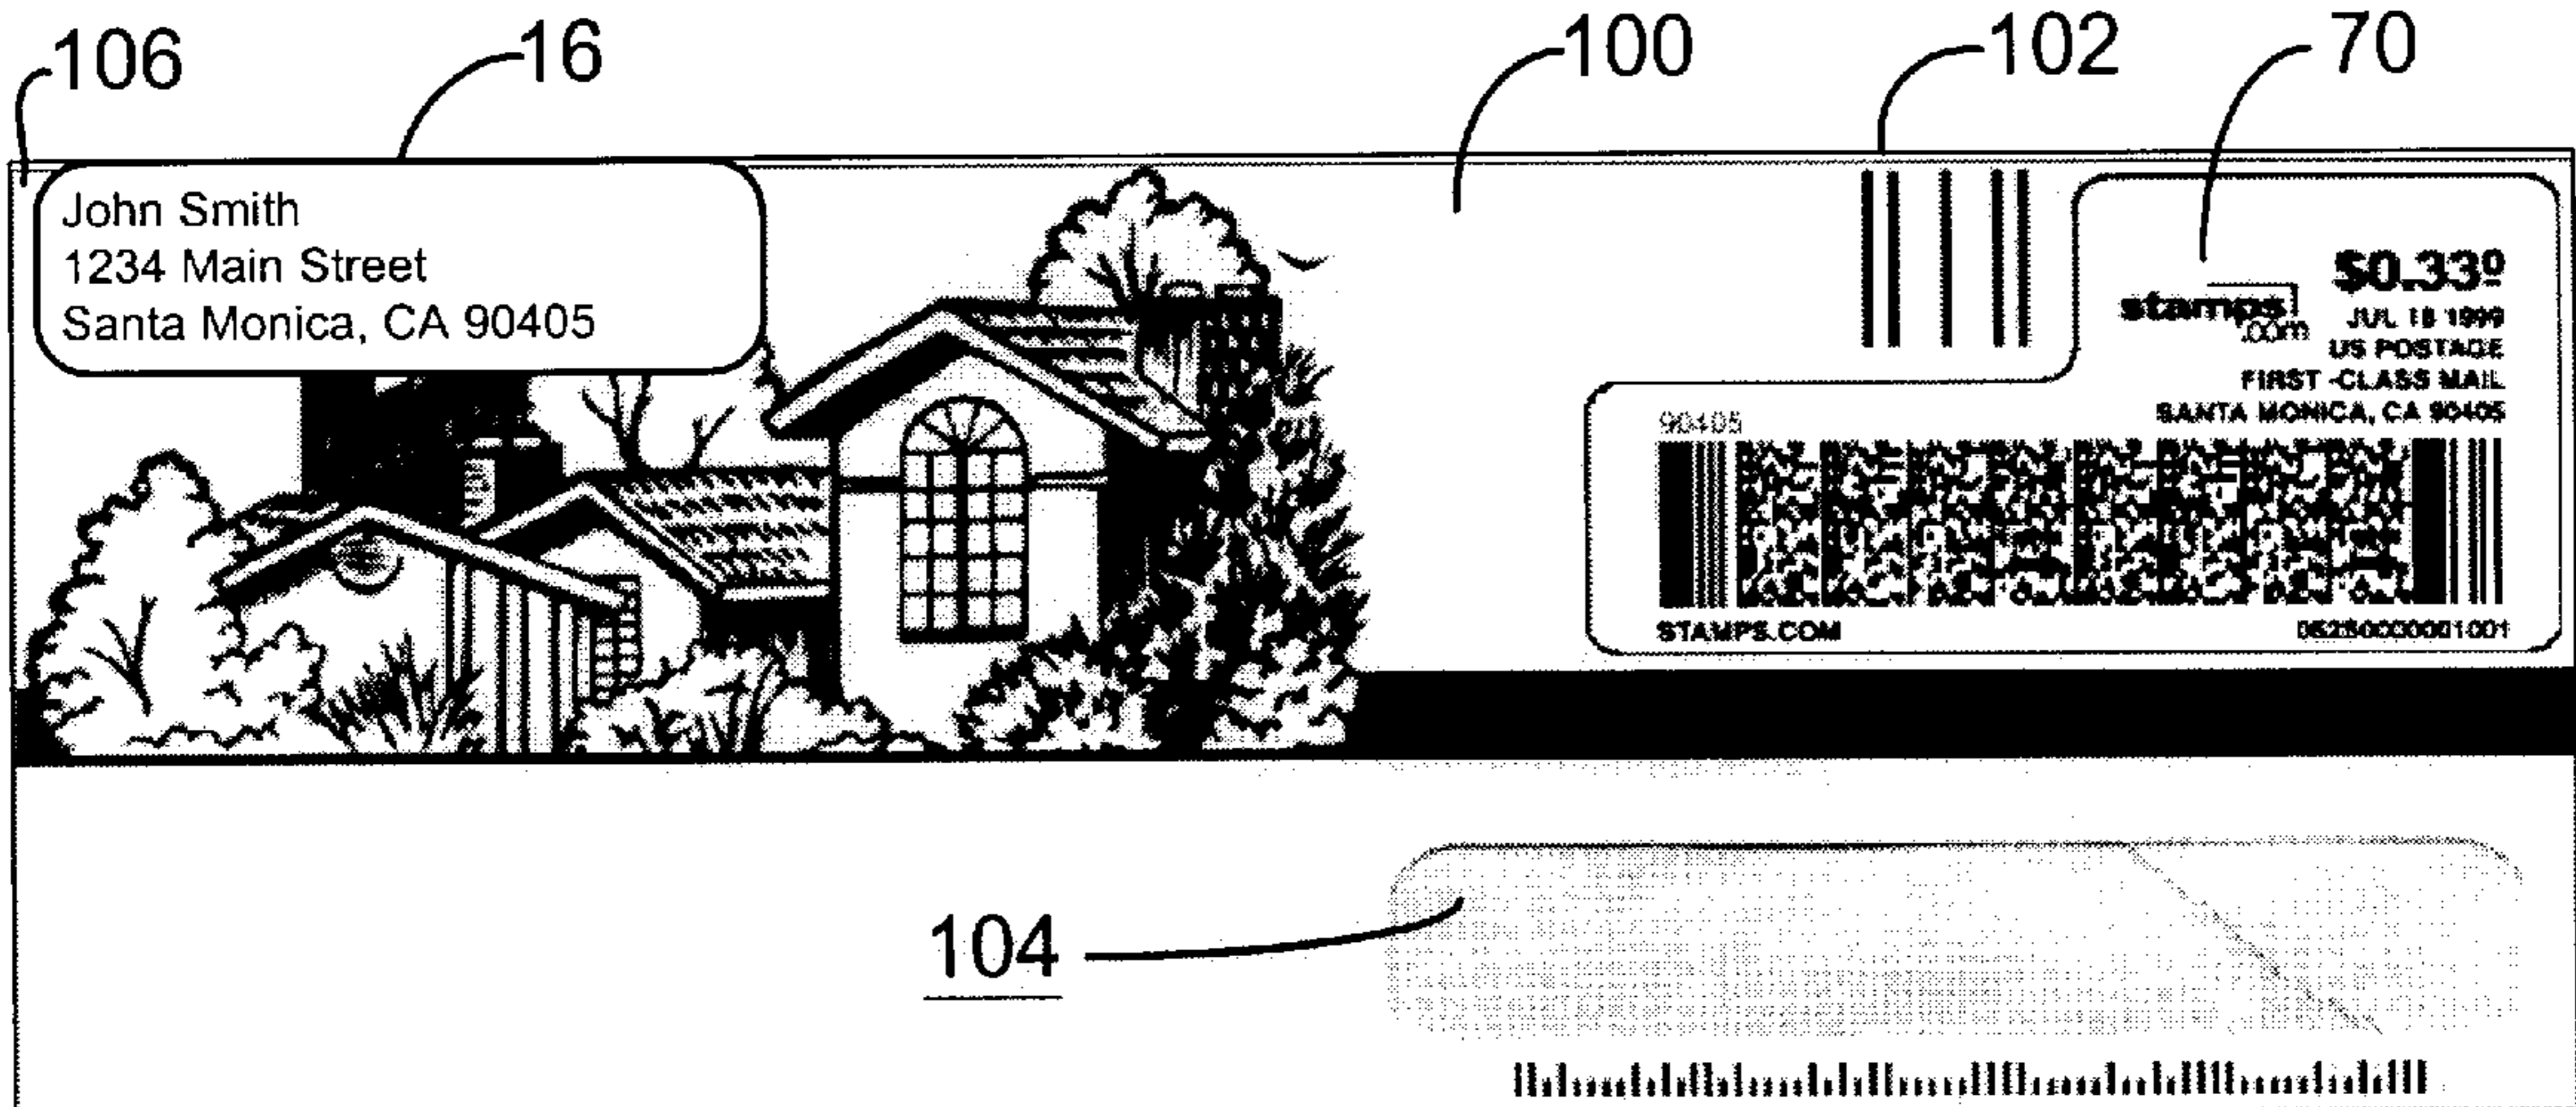 106
16
100
102
70
John Smith
1234 Main Street
Santa Monica, CA 90405
stamps
.com
$0.33º
JUL 18 1999
US POSTAGE
FIRST -CLASS MAIL
SANTA MONICA, CA 90405
90405
STAMPS.COM
104